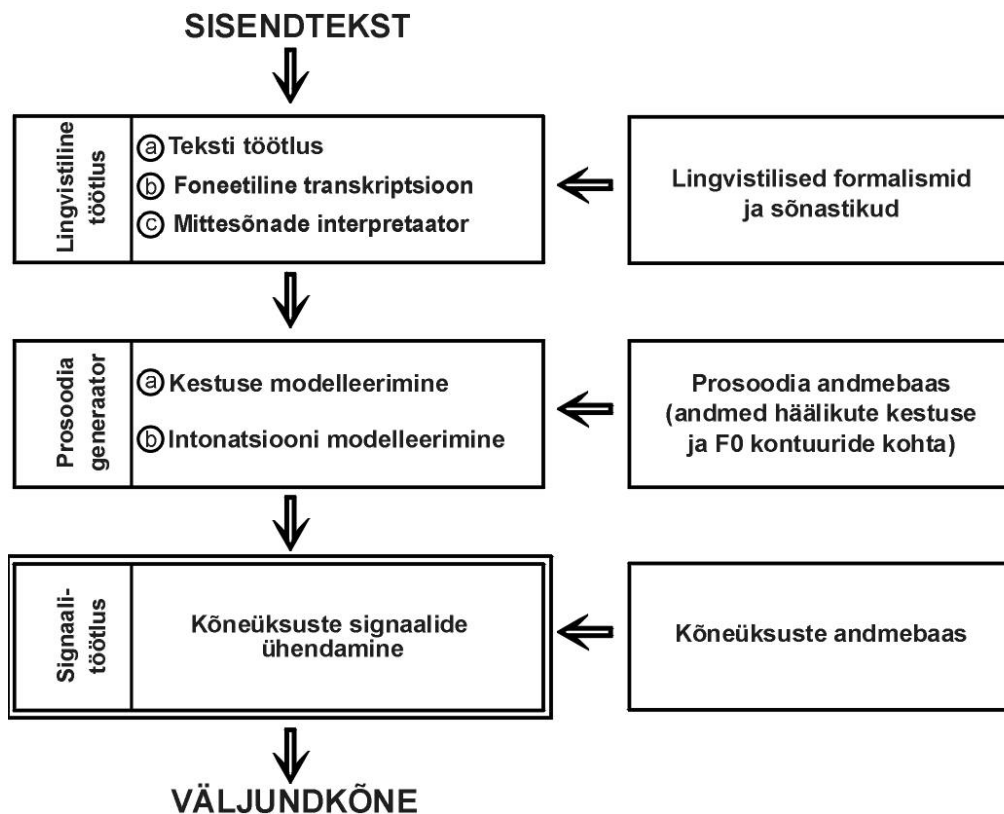 SISENDTEKST
Lingvistiline
töötlus
a Teksti töötlus
b Foneetiline transkriptsioon
c Mittesõnade interpretaator
Lingvistilised formalismid
ja sõnastikud
Prosoodia
generaator
a Kestuse modelleerimine
b Intonatsiooni modelleerimine
Prosoodia andmebaas
(andmed häälikute kestuse
ja F0 kontuuride kohta)
Signaali-
töötlus
Kõneüksuste signaalide
ühendamine
Kõneüksuste andmebaas
VÄLJUNDKÕNE